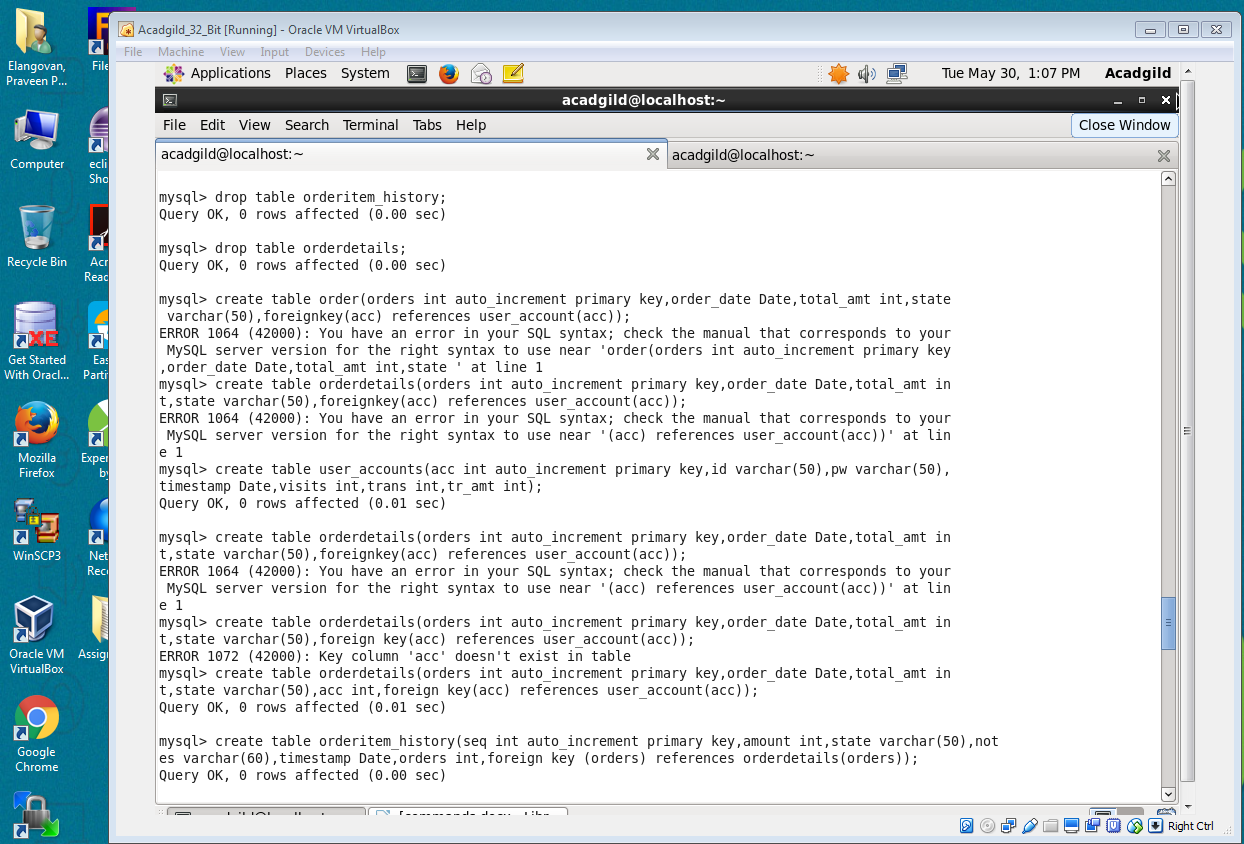 Acadgild_32_Bit [Running] - Oracle VM VirtualBox
File Machine View Input Devices Help
Applications Places System Tue May 30, 1:07 PM Acadgild
acadgild@localhost:~
File Edit View Search Terminal Tabs Help
Close Window
acadgild@localhost:~
acadgild@localhost:~
mysql> drop table orderitem_history;
Query OK, 0 rows affected (0.00 sec)
mysql> drop table orderdetails;
Query OK, 0 rows affected (0.00 sec)
mysql> create table order(orders int auto_increment primary key,order_date Date,total_amt int,state
varchar(50),foreignkey(acc) references user_account(acc));
ERROR 1064 (42000): You have an error in your SQL syntax; check the manual that corresponds to your
MySQL server version for the right syntax to use near 'order(orders int auto_increment primary key
,order_date Date,total_amt int,state ' at line 1
mysql> create table orderdetails(orders int auto_increment primary key,order_date Date,total_amt in
t,state varchar(50),foreignkey(acc) references user_account(acc));
ERROR 1064 (42000): You have an error in your SQL syntax; check the manual that corresponds to your
MySQL server version for the right syntax to use near '(acc) references user_account(acc))' at lin
e 1
mysql> create table user_accounts(acc int auto_increment primary key,id varchar(50),pw varchar(50),
timestamp Date,visits int,trans int,tr_amt int);
Query OK, 0 rows affected (0.01 sec)
mysql> create table orderdetails(orders int auto_increment primary key,order_date Date,total_amt in
t,state varchar(50),foreignkey(acc) references user_account(acc));
ERROR 1064 (42000): You have an error in your SQL syntax; check the manual that corresponds to your
MySQL server version for the right syntax to use near '(acc) references user_account(acc))' at lin
e 1
mysql> create table orderdetails(orders int auto_increment primary key,order_date Date,total_amt in
t,state varchar(50),foreign key(acc) references user_account(acc));
ERROR 1072 (42000): Key column 'acc' doesn't exist in table
mysql> create table orderdetails(orders int auto_increment primary key,order_date Date,total_amt in
t,state varchar(50),acc int,foreign key(acc) references user_account(acc));
Query OK, 0 rows affected (0.01 sec)
mysql> create table orderitem_history(seq int auto_increment primary key,amount int,state varchar(50),not
es varchar(60),timestamp Date,orders int,foreign key (orders) references orderdetails(orders));
Query OK, 0 rows affected (0.00 sec)
Right Ctrl
Elangovan,
Praveen P...
File
Computer
ecli
Sho
Recycle Bin
Acr
Read
Get Started
With Oracl...
Eas
Parti
Mozilla
Firefox
Exper
by
WinSCP3
Net
Reco
Oracle VM
VirtualBox
Assign
Google
Chrome